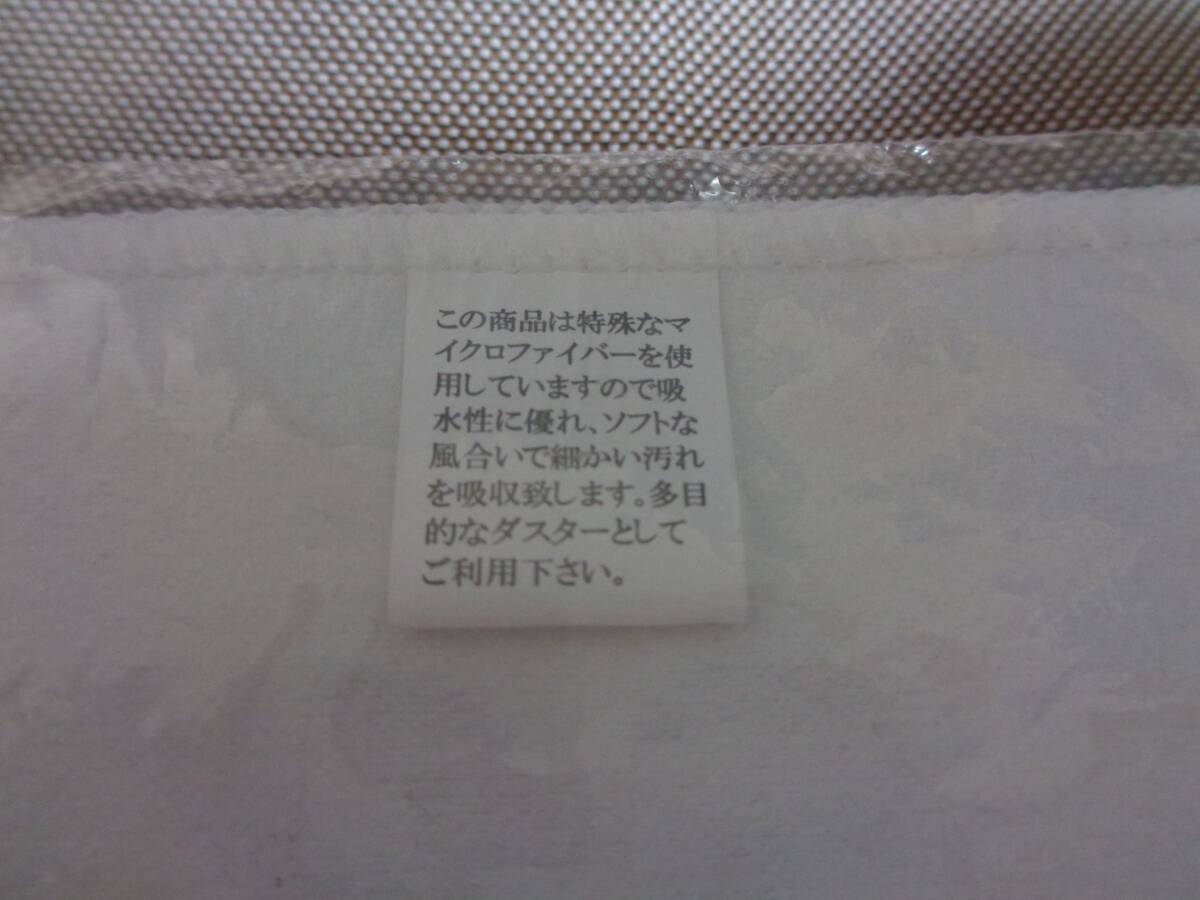 この商品は特殊なマ
イクロファイバーを使
用していますので吸
水性に優れ、ソフトな
風合いで細かい汚れ
を吸収致します。多目
的なダスターとして
ご利用下さい。